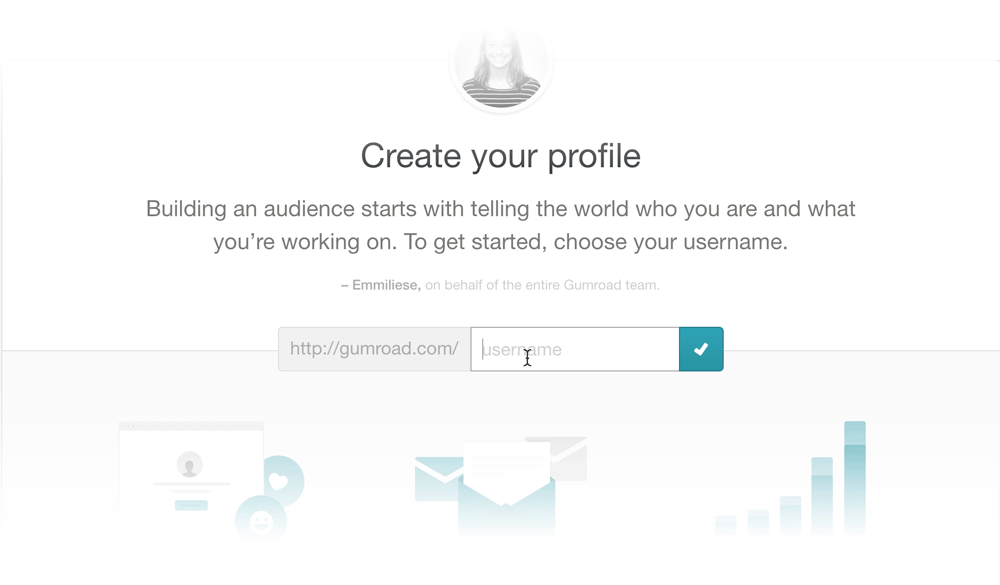 Create your profile
Building an audience starts with telling the world who you are and what
you’re working on. To get started, choose your username.
– Emmiliese, on behalf of the entire Gumroad team.
http://gumroad.com/ username